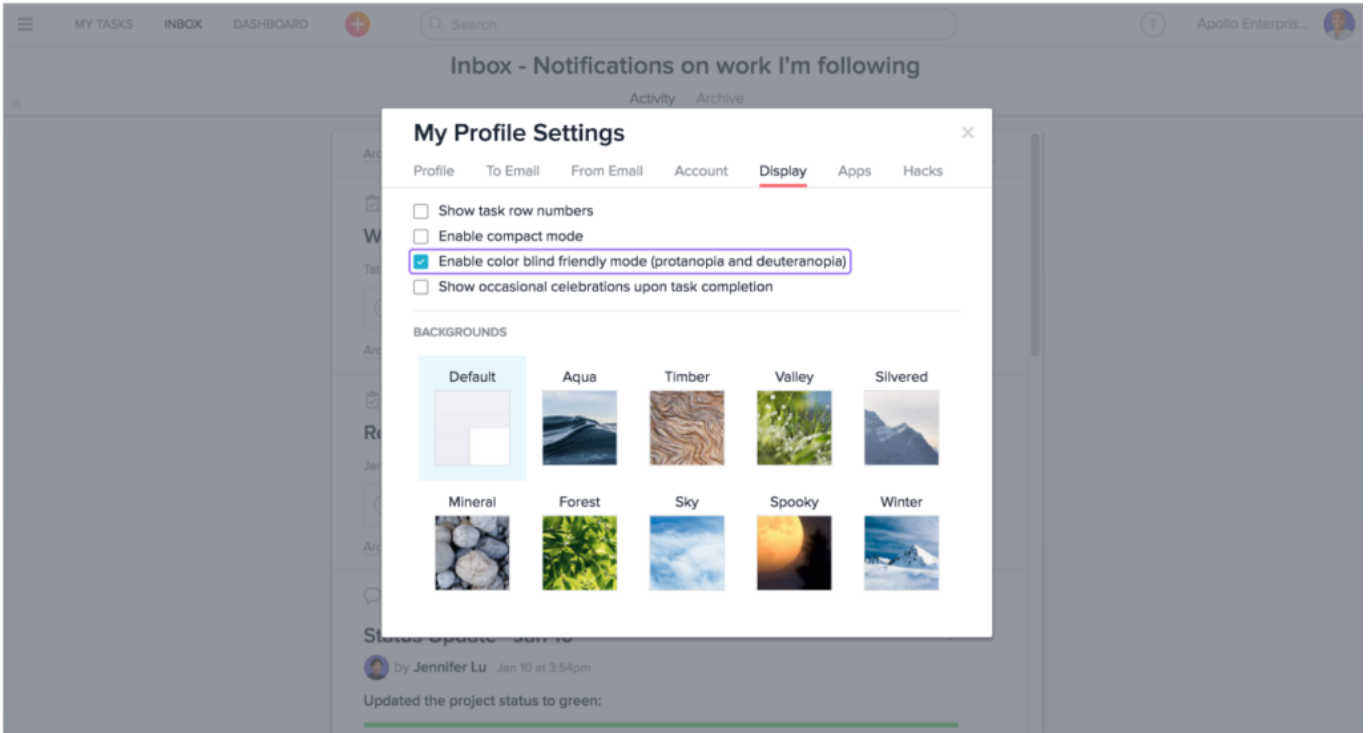 MY TASKS INBOX DASHBOARD Search ? Apollo Enterpris...
Inbox - Notifications on work I'm following
Activity Archive
My Profile Settings
Profile To Email From Email Account Display Apps Hacks
Show task row numbers
Enable compact mode
Enable color blind friendly mode (protanopia and deuteranopia)
Show occasional celebrations upon task completion
BACKGROUNDS
Default Aqua Timber Valley Silvered
Mineral Forest Sky Spooky Winter
by Jennifer Lu Jan 10 at 3:54pm
Updated the project status to green: